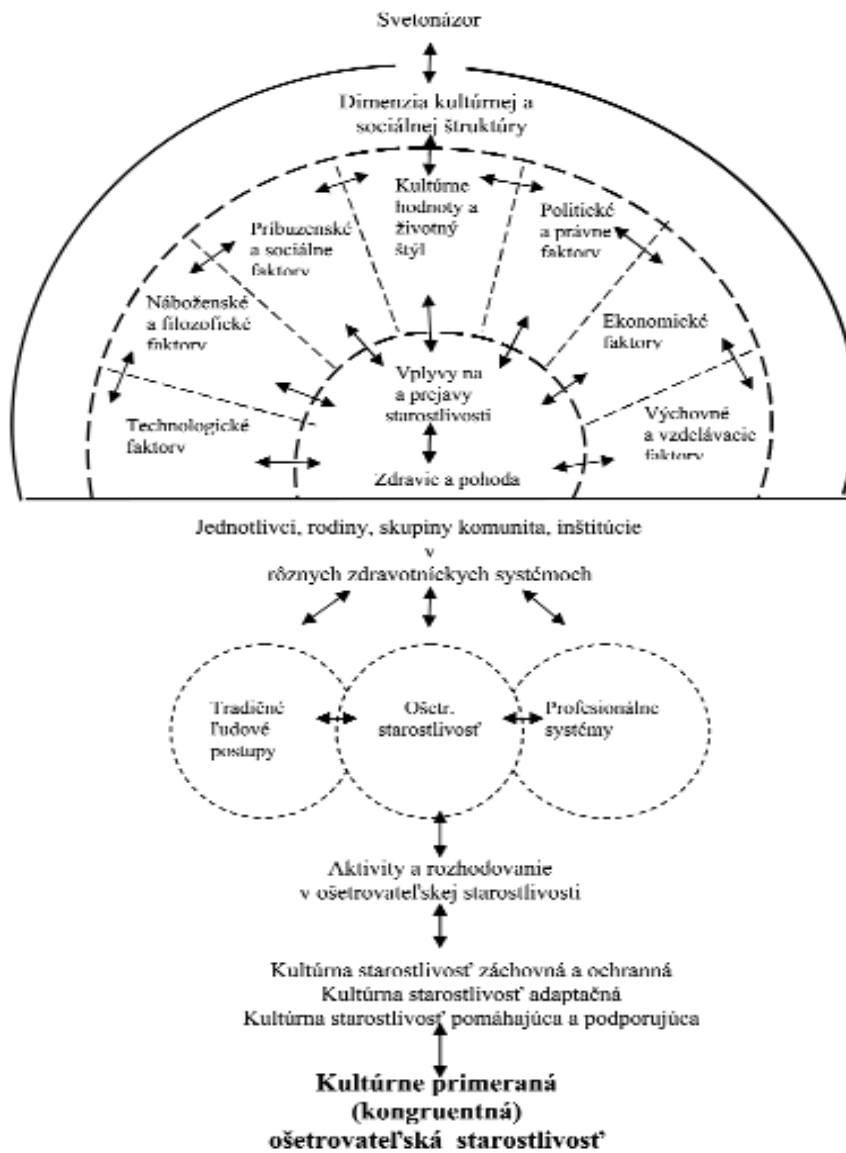 Svetonázor
Dimenzia kultúrnej a
sociálnej štruktúry
Kultúrne
hodnoty a
životný
štýl
Príbuzenské
a sociálne
faktory
Politické
a právne
faktory
Náboženské
a filozofické
faktory
Ekonomické
faktory
Technologické
faktory
Výchovné
a vzdelávacie
faktory
Vplyvy na
a prejavy
starostlivosti
Zdravie a pohoda
Jednotlivci, rodiny, skupiny komunita, inštitúcie
v
rôznych zdravotníckych systémoch
Tradičné
ľudové
postupy
Ošetr.
starostlivosť
Profesionálne
systémy
Aktivity a rozhodovanie
v ošetrovateľskej starostlivosti
Kultúrna starostlivosť záchovná a ochranná
Kultúrna starostlivosť adaptačná
Kultúrna starostlivosť pomáhajúca a podporujúca
Kultúrne primeraná
(kongruentná)
ošetrovateľská starostlivosť